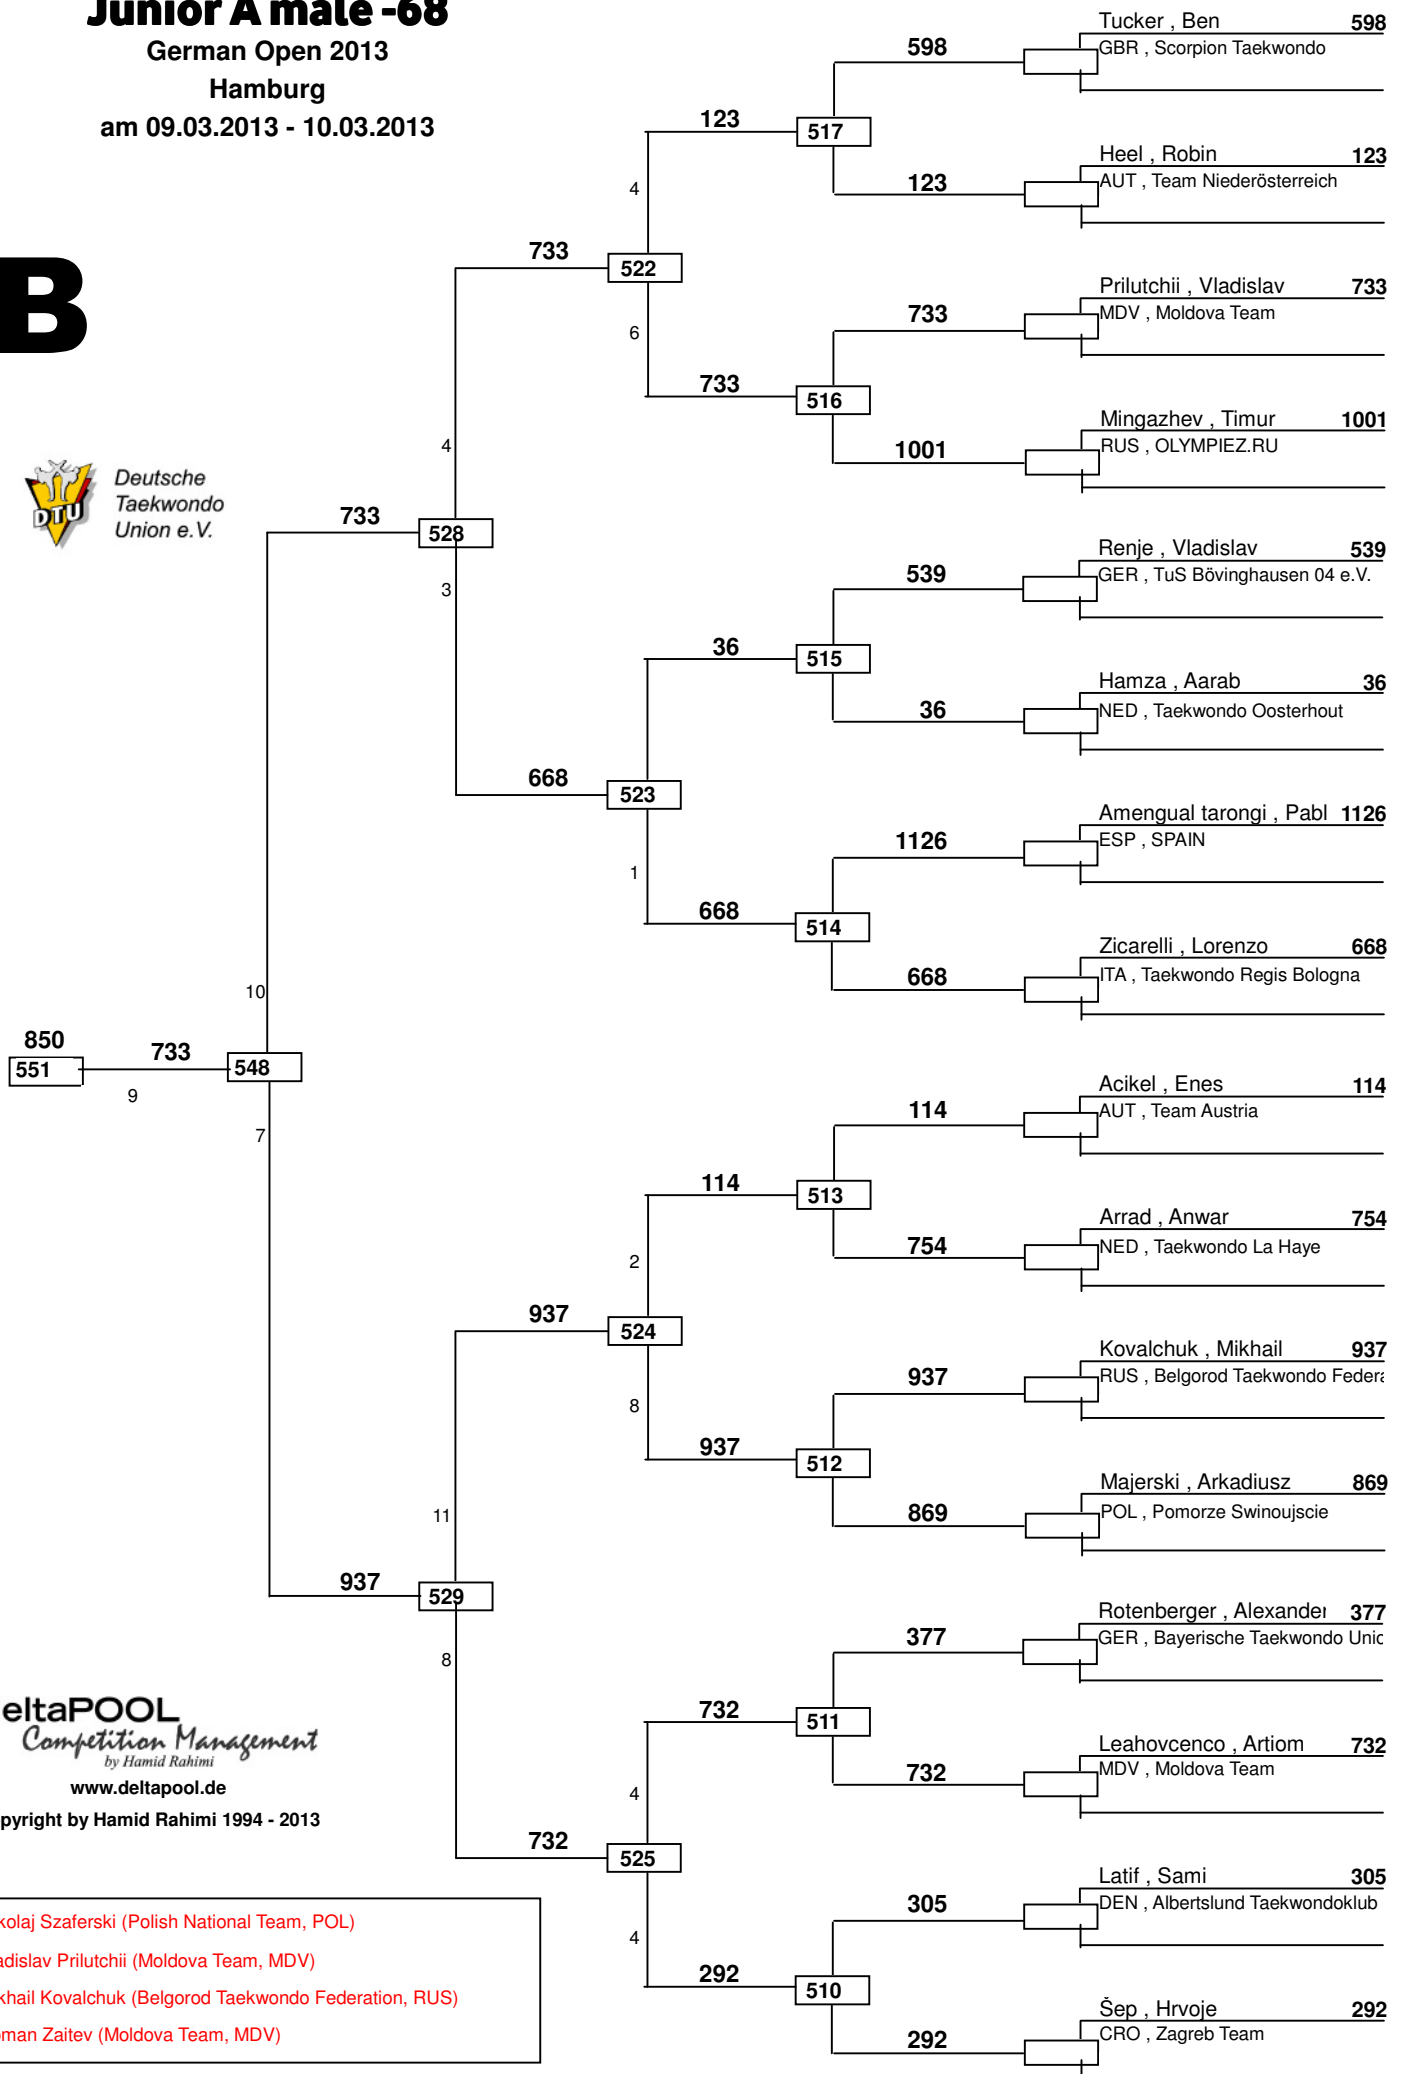 Junior A male -68
German Open 2013
Hamburg
am 09.03.2013 - 10.03.2013
B
DTU
Deutsche
Taekwondo
Union e.V.
Tucker , Ben 598
GBR , Scorpion Taekwondo
598
123
517
Heel , Robin 123
AUT , Team Niederösterreich
123
4
733
522
Prilutchii , Vladislav 733
MDV , Moldova Team
733
6
733
516
Mingazhev , Timur 1001
RUS , OLYMPIEZ.RU
1001
4
733
528
3
Renje , Vladislav 539
GER , TuS Bövinghausen 04 e.V.
539
36
515
Hamza , Aarab 36
NED , Taekwondo Oosterhout
36
668
523
Amengual tarongi , Pabl 1126
ESP , SPAIN
1126
1
668
514
Zicarelli , Lorenzo 668
ITA , Taekwondo Regis Bologna
668
10
850
551
733
548
9
7
Acikel , Enes 114
AUT , Team Austria
114
114
513
Arrad , Anwar 754
NED , Taekwondo La Haye
754
2
937
524
Kovalchuk , Mikhail 937
RUS , Belgorod Taekwondo Federa
937
8
937
512
Majerski , Arkadiusz 869
POL , Pomorze Swinoujscie
869
11
937
529
8
Rotenberger , Alexander 377
GER , Bayerische Taekwondo Unio
377
732
511
Leahovcenco , Artiom 732
MDV , Moldova Team
732
4
732
525
Latif , Sami 305
DEN , Albertslund Taekwondoklub
305
4
292
510
Šep , Hrvoje 292
CRO , Zagreb Team
292
eltaPOOL
Competition Management
by Hamid Rahimi
www.deltapool.de
pyright by Hamid Rahimi 1994 - 2013
kolaj Szaferski (Polish National Team, POL)
adislav Prilutchii (Moldova Team, MDV)
khail Kovalchuk (Belgorod Taekwondo Federation, RUS)
oman Zaitev (Moldova Team, MDV)